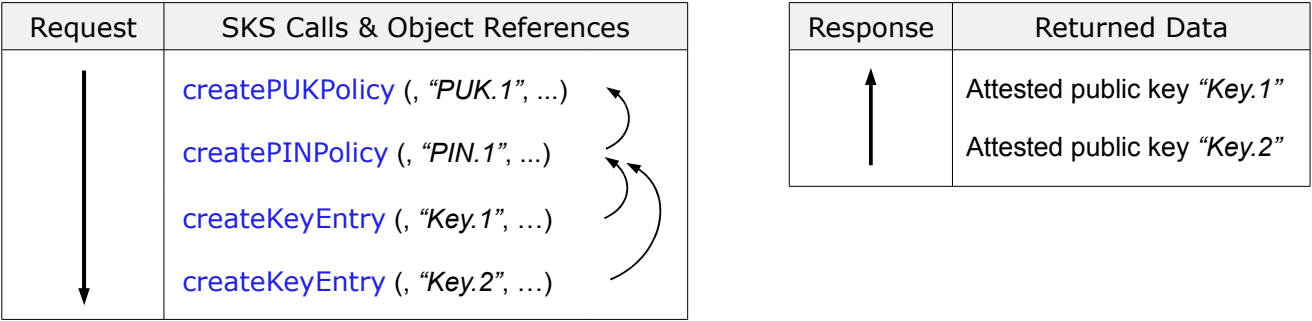 Request SKS Calls & Object References
createPUKPolicy (, “PUK.1”, ...)
createPINPolicy (, “PIN.1”, ...)
createKeyEntry (, “Key.1”, …)
createKeyEntry (, “Key.2”, …)
Response Returned Data
Attested public key “Key.1”
Attested public key “Key.2”